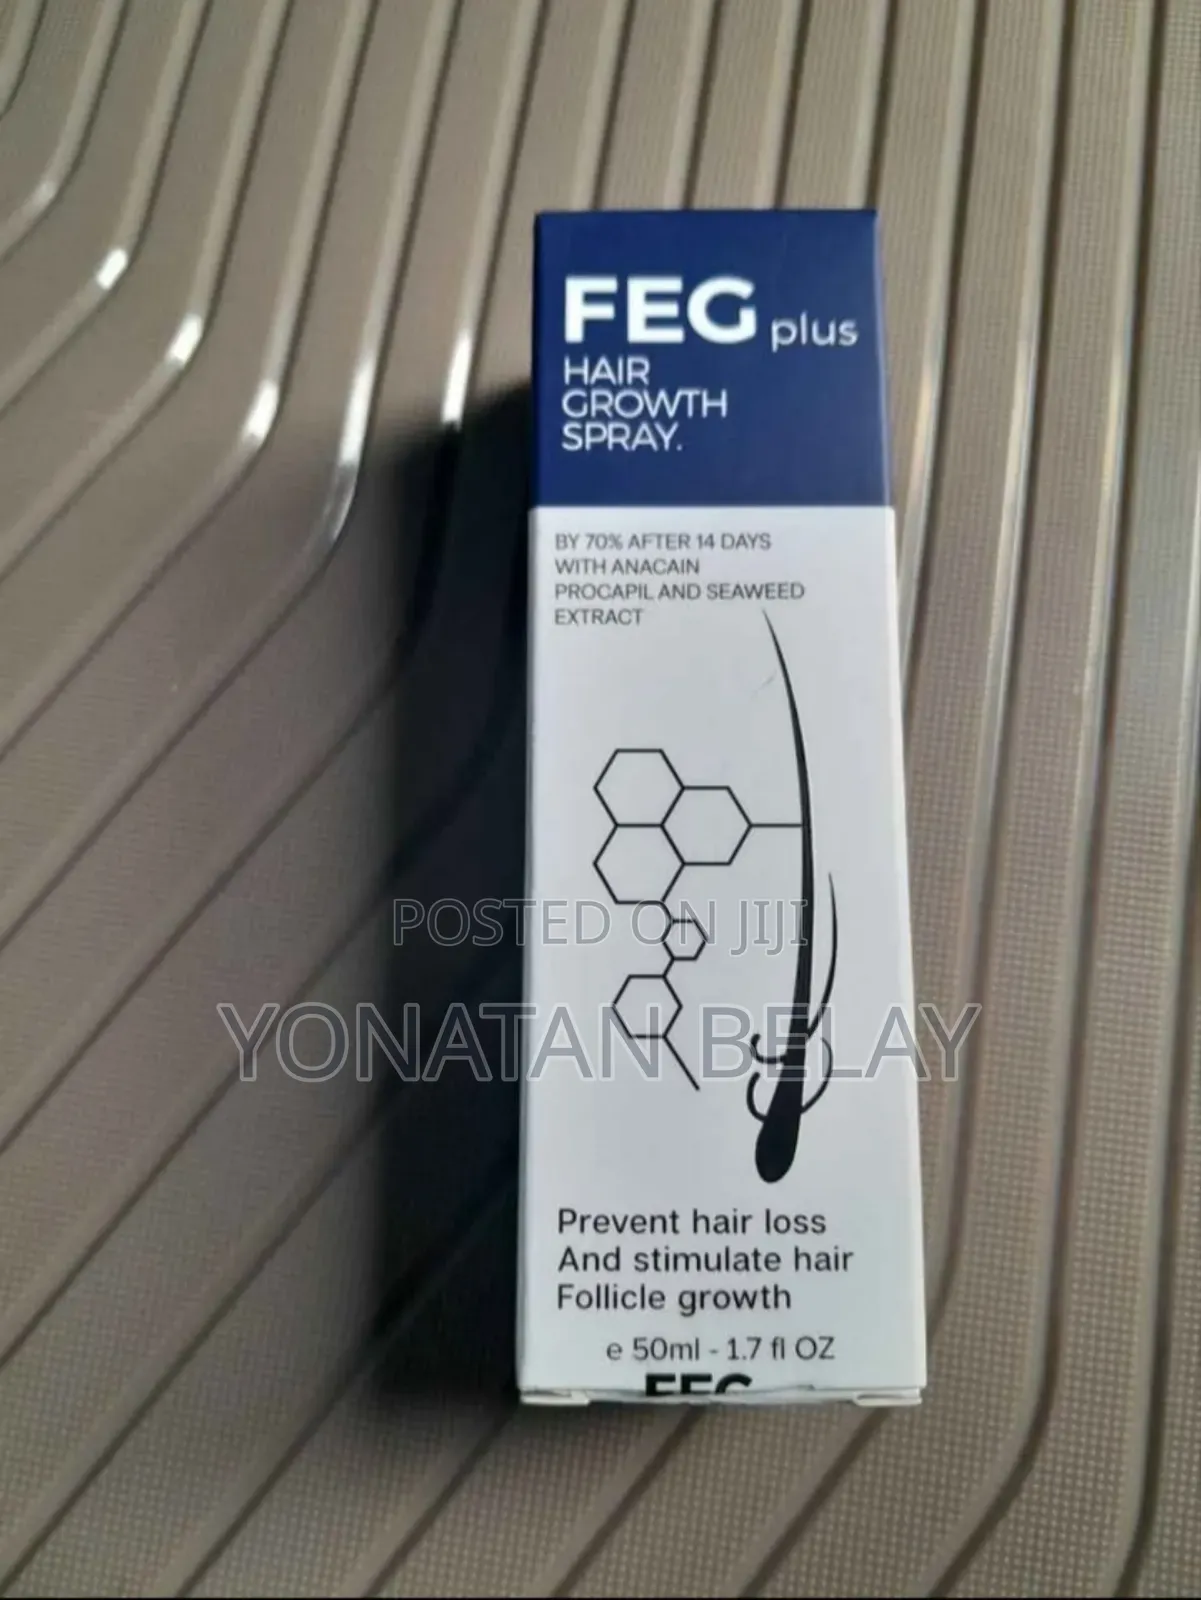 FEG plus
HAIR
GROWTH
SPRAY.
BY 70% AFTER 14 DAYS
WITH ANACAIN
PROCAPIL AND SEAWEED
EXTRACT
POSTED ON JIJI
YONATAN BELAY
Prevent hair loss
And stimulate hair
Follicle growth
e 50ml - 1.7 fl OZ
FEG